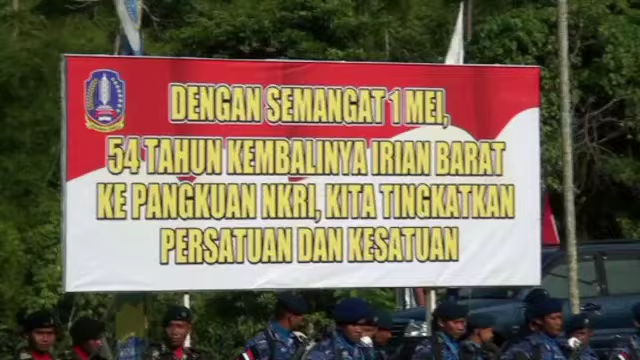 DENGAN SEMANGAT 1 MEI,
54 TAHUN KEMBALINYA IRIAN BARAT
KE PANGKUAN NKRI, KITA TINGKATKAN
PERSATUAN DAN KESATUAN